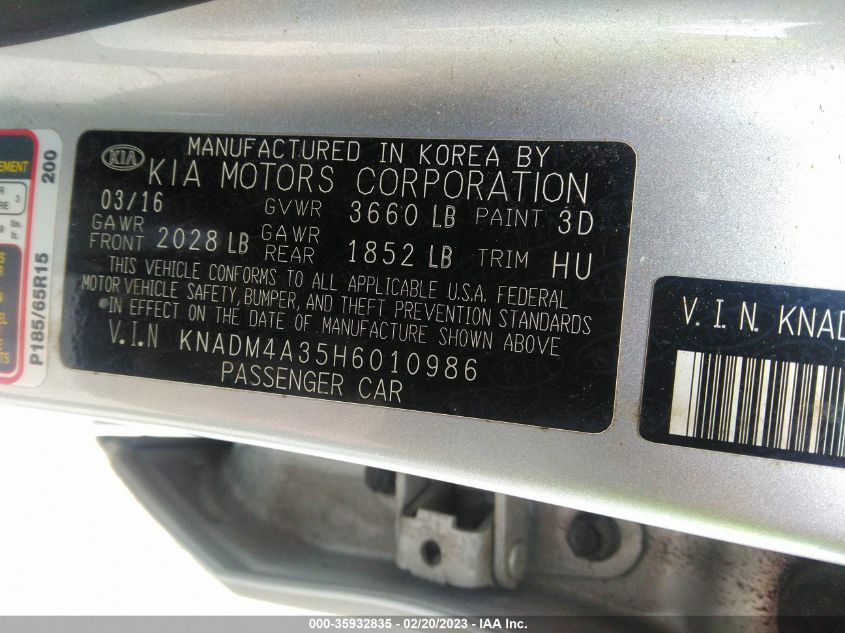 KIA
MANUFACTURED IN KOREA BY
KIA MOTORS CORPORATION
03/16 GVWR 3660 LB PAINT 3D
GAWR FRONT 2028 LB GAWR REAR 1852 LB TRIM HU
THIS VEHICLE CONFORMS TO ALL APPLICABLE U.S.A. FEDERAL
MOTOR VEHICLE SAFETY, BUMPER, AND THEFT PREVENTION STANDARDS
IN EFFECT ON THE DATE OF MANUFACTURE SHOWN ABOVE
V.I.N KNADM4A35H6010986
PASSENGER CAR
P185/65R15 200
V.I.N. KNAD
000-35932835 - 02/20/2023 - IAA Inc.